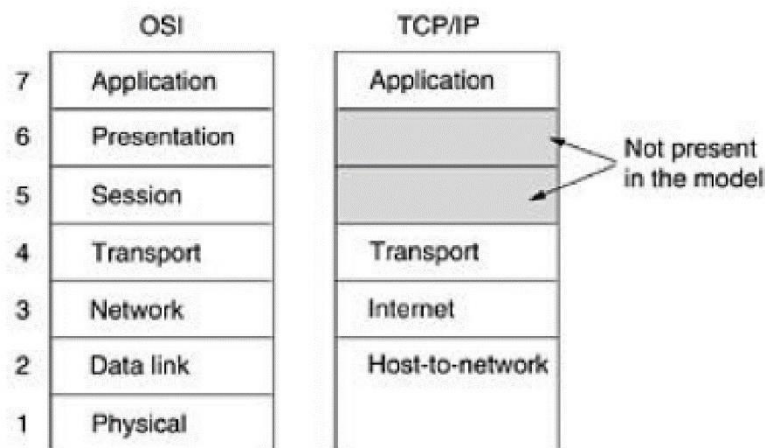 OSI TCP/IP
7 Application Application
6 Presentation
Not present
in the model
5 Session
4 Transport Transport
3 Network Internet
2 Data link Host-to-network
1 Physical